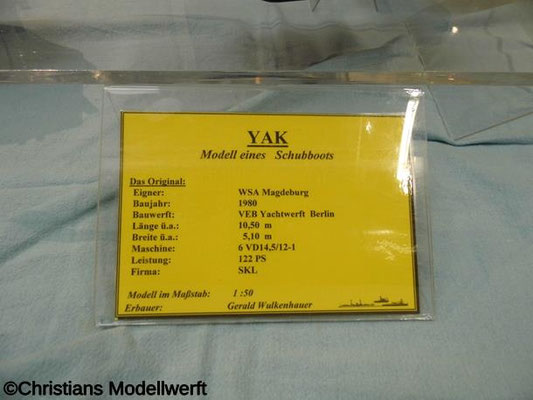 YAK
Modell eines Schubboots
Das Original:
Eigner: WSA Magdeburg
Baujahr: 1980
Bauwerft: VEB Yachtwerft Berlin
Länge ü.a.: 10,50 m
Breite ü.a.: 5,10 m
Maschine: 6 VD14,5/12-1
Leistung: 122 PS
Firma: SKL
Modell im Maßstab: 1 :50
Erbauer: Gerald Walkenhauer
©Christians Modellwerft